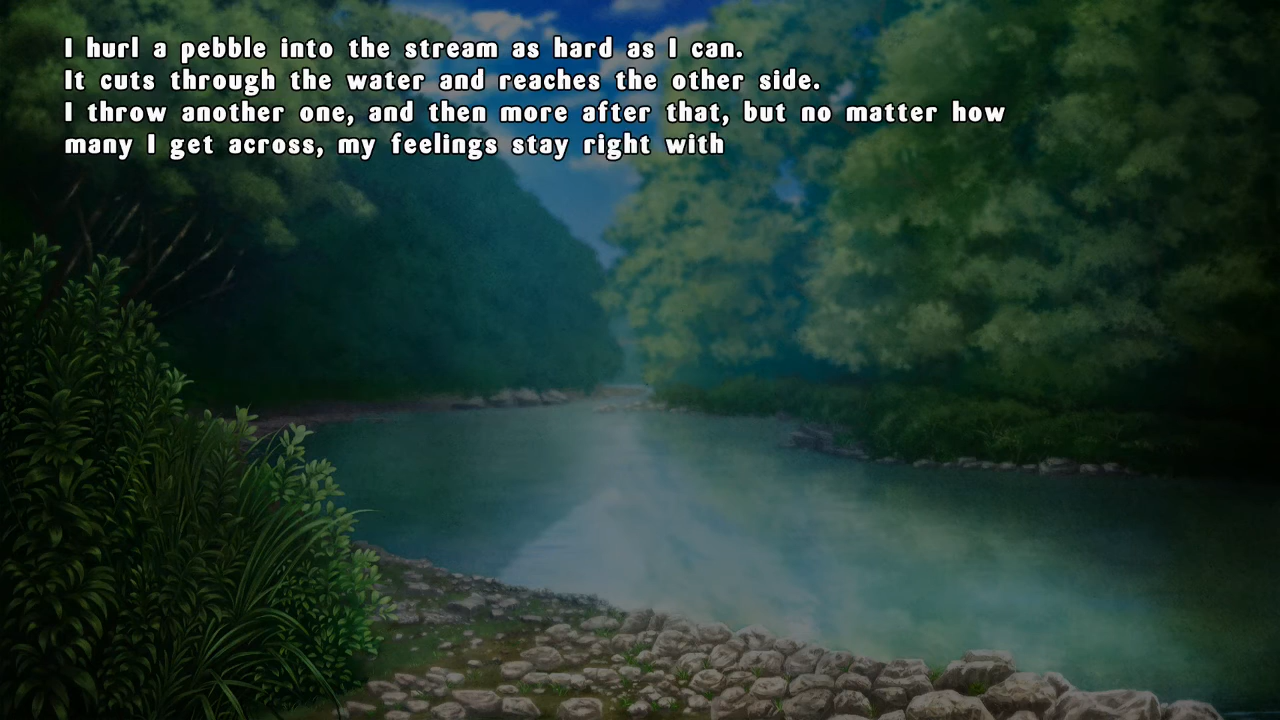 I hurl a pebble into the stream as hard as I can.
It cuts through the water and reaches the other side.
I throw another one, and then more after that, but no matter how
many I get across, my feelings stay right with